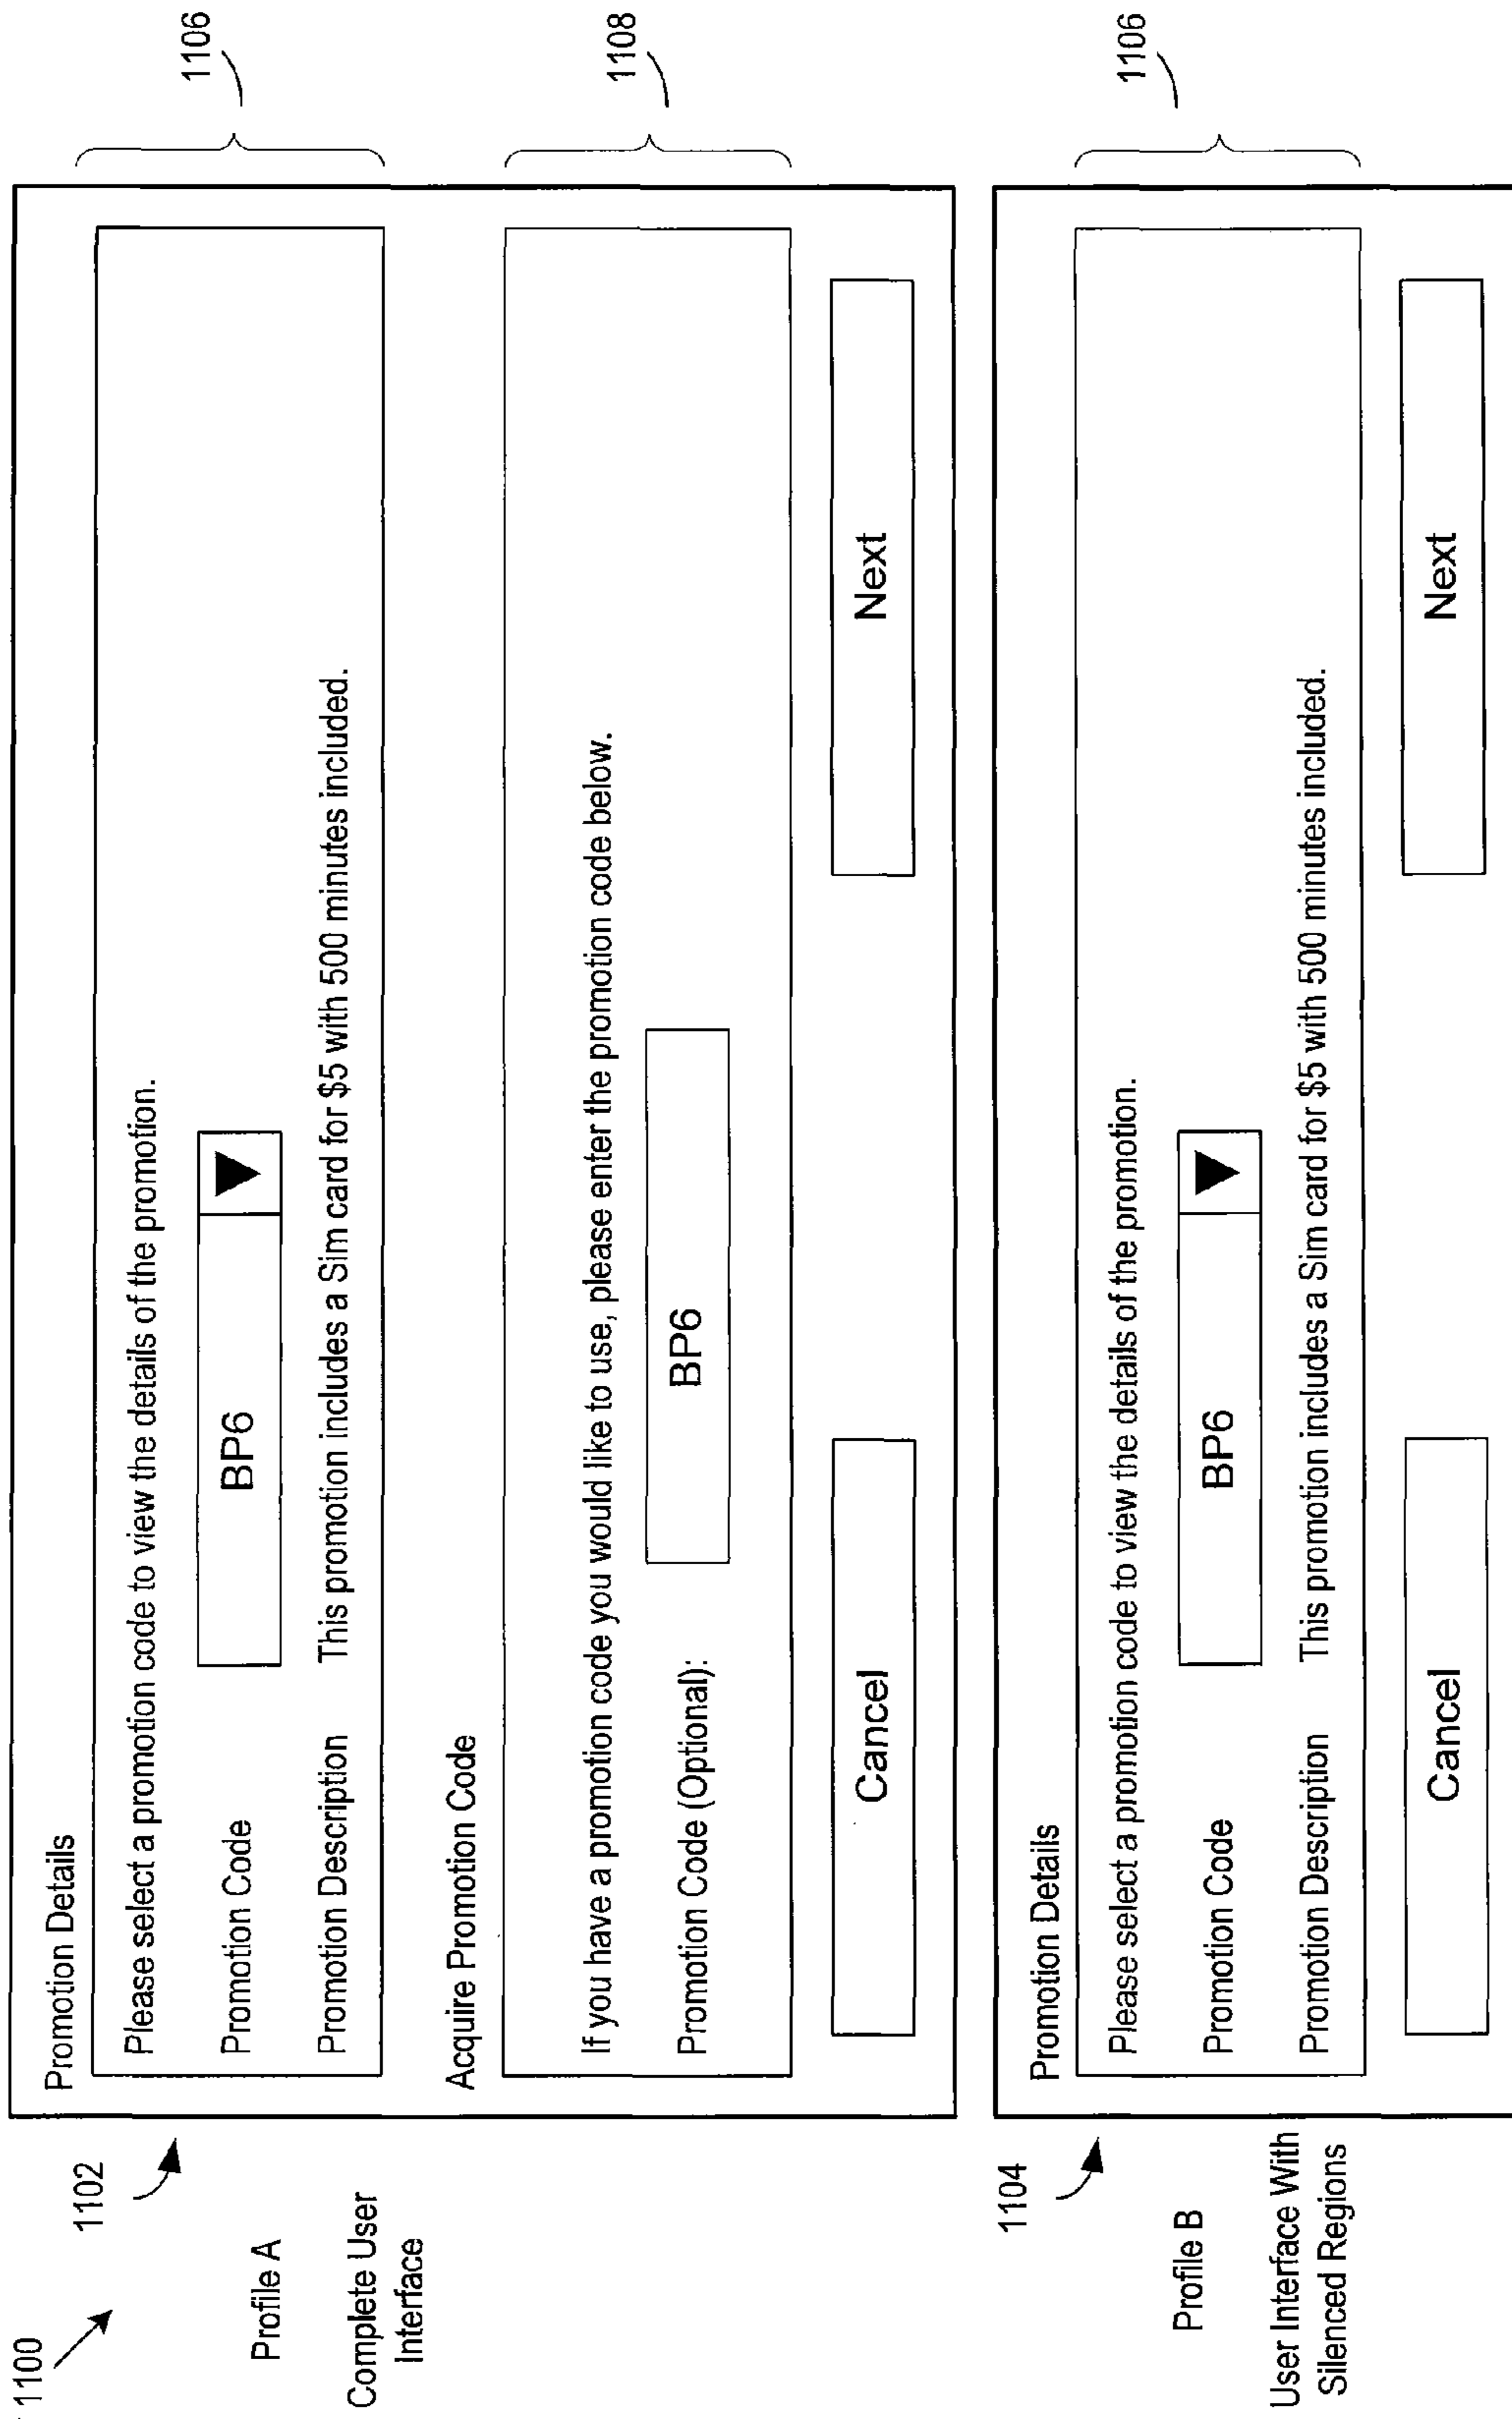 1100
1102
Profile A
Complete User
Interface
Promotion Details
Please select a promotion code to view the details of the promotion.
Promotion Code
BP6
Promotion Description
This promotion includes a Sim card for $5 with 500 minutes included.
1106
Acquire Promotion Code
If you have a promotion code you would like to use, please enter the promotion code below.
Promotion Code (Optional):
BP6
1108
Cancel
Next
1104
Profile B
User Interface With
Silenced Regions
Promotion Details
Please select a promotion code to view the details of the promotion.
Promotion Code
BP6
Promotion Description
This promotion includes a Sim card for $5 with 500 minutes included.
1106
Cancel
Next